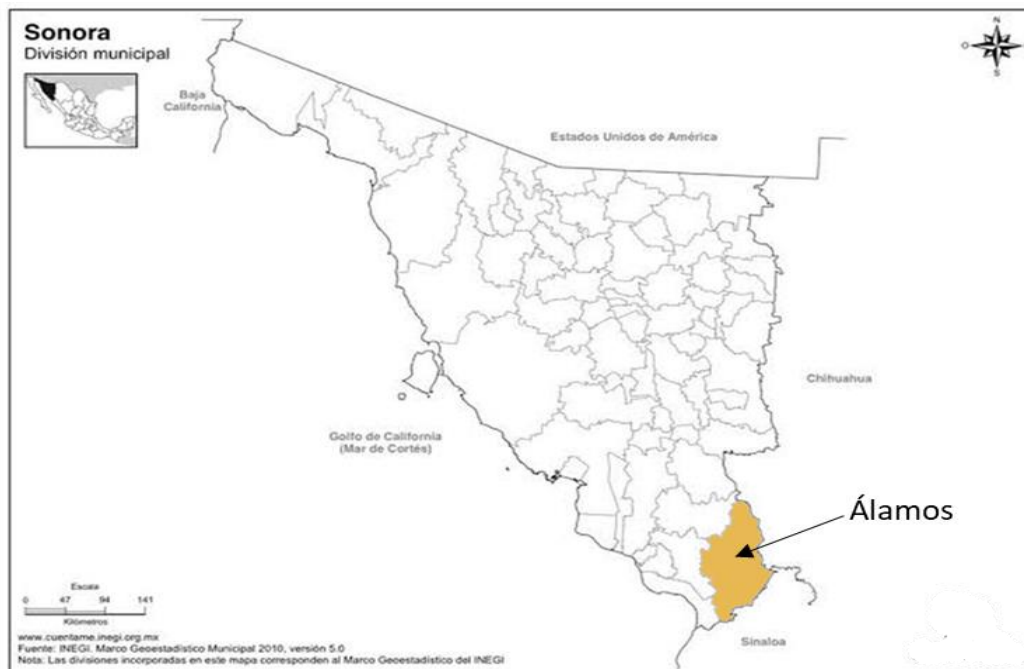 Sonora
División municipal
N
O
E
S
Baja
California
Estados Unidos de América
Chihuahua
Golfo de California
(Mar de Cortés)
Álamos
Sinaloa
Escala
0 47 94 141
Kilómetros
www.cuentame.inegi.org.mx
Fuente: INEGI. Marco Geoestadístico Municipal 2010, versión 5.0
Nota: Las divisiones incorporadas en este mapa corresponden al Marco Geoestadístico del INEGI